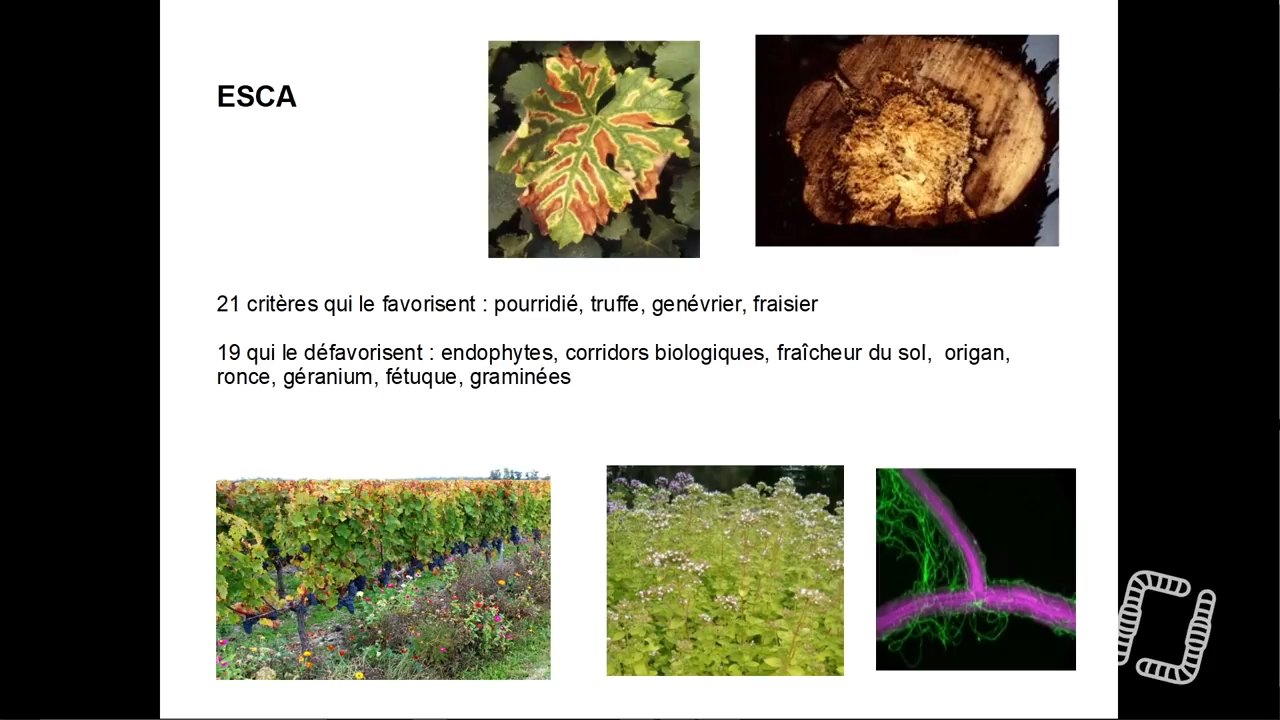 ESCA
21 critères qui le favorisent : pourridié, truffe, genévrier, fraisier
19 qui le défavorisent : endophytes, corridors biologiques, fraîcheur du sol,  origan,
ronce, géranium, fétuque, graminées